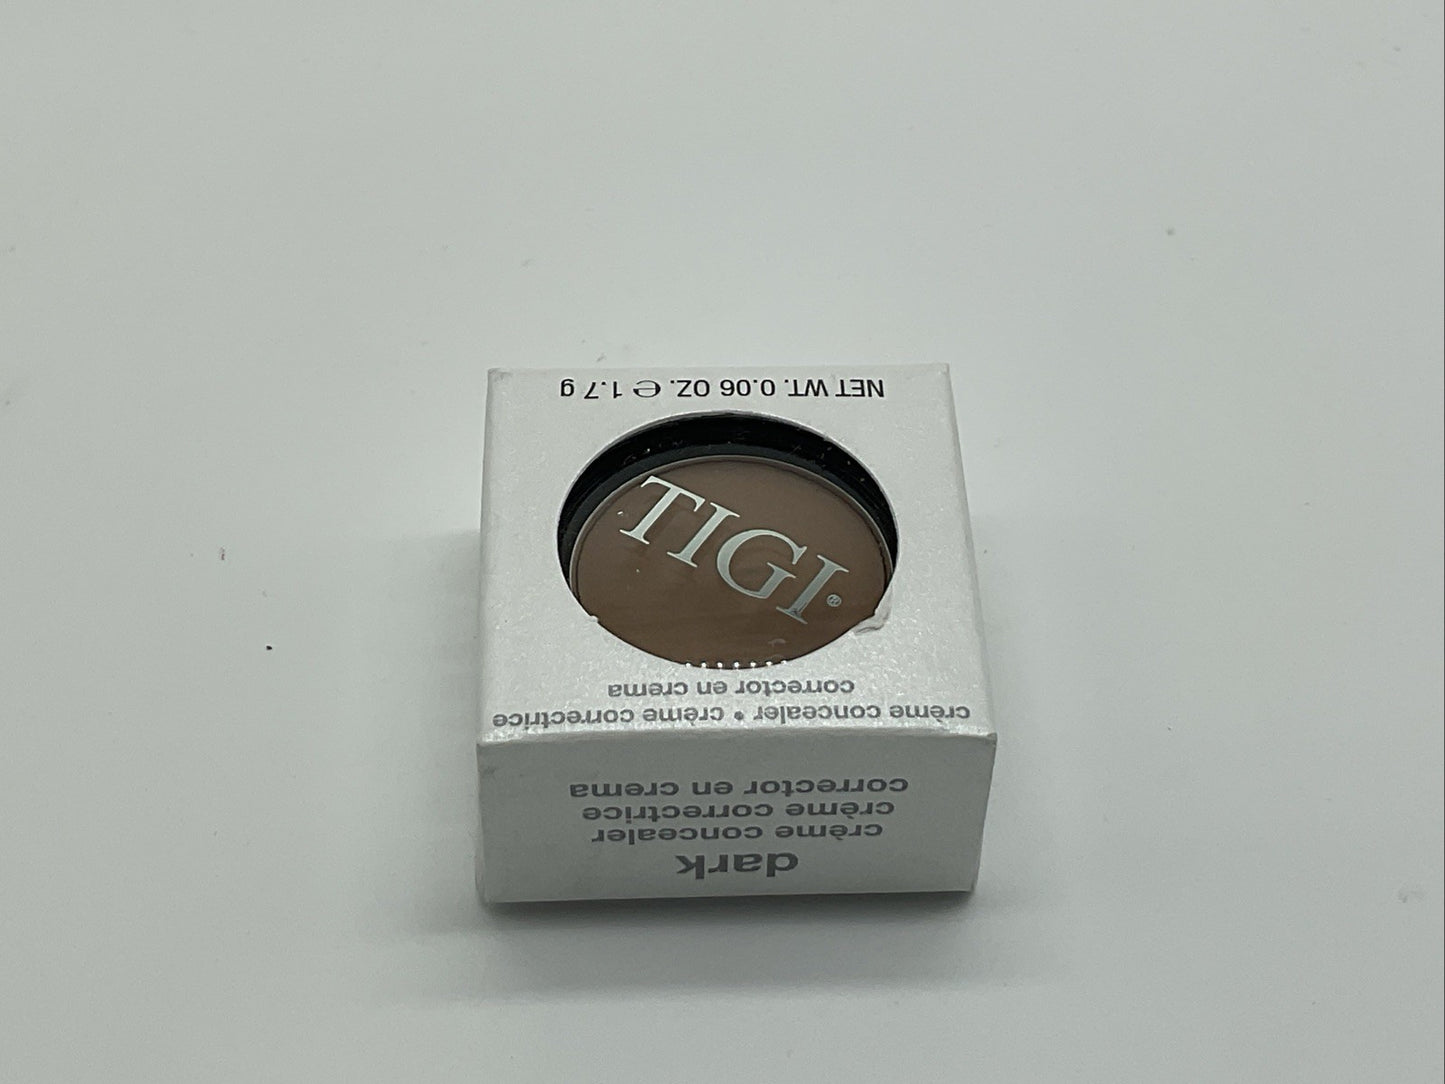 TIGI®
crème concealer • crème correctrice
corrector en crema
NET WT. 0.06 OZ. ℮ 1.7 g
dark
crème concealer
crème correctrice
corrector en crema